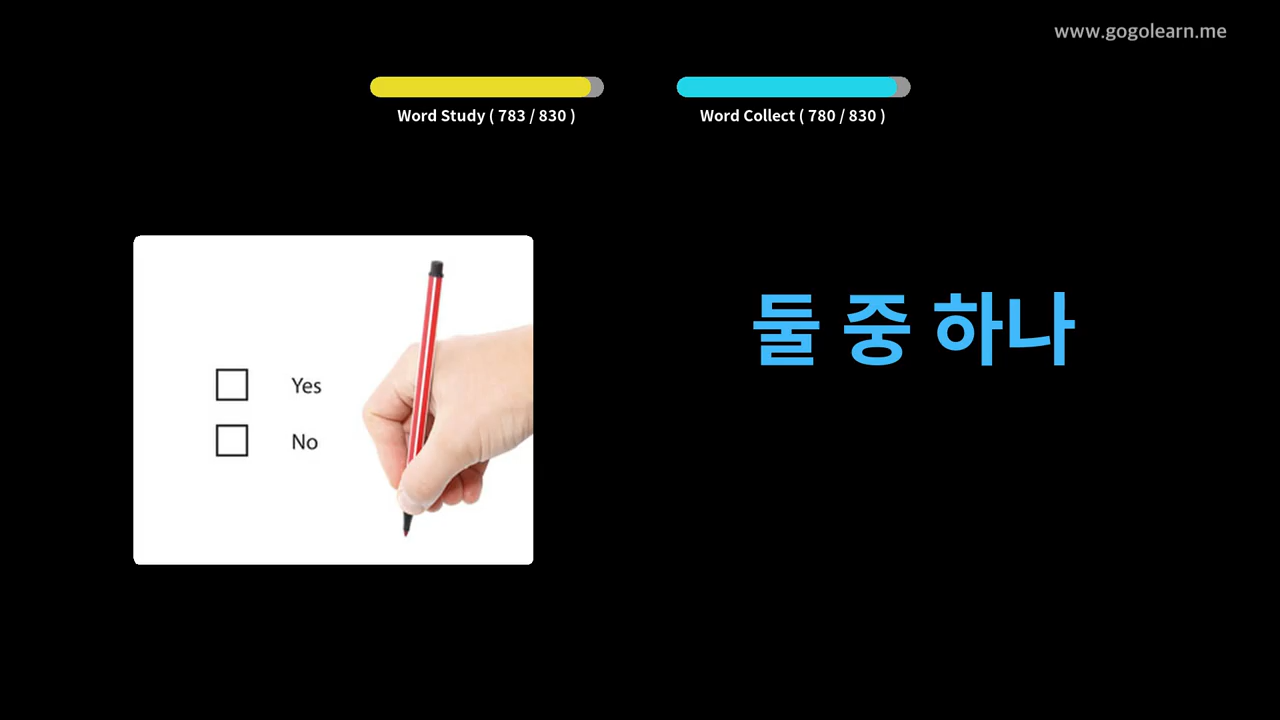 www.gogolearn.me
Word Study ( 783 / 830 )
Word Collect ( 780 / 830 )
둘 중 하나
Yes
No